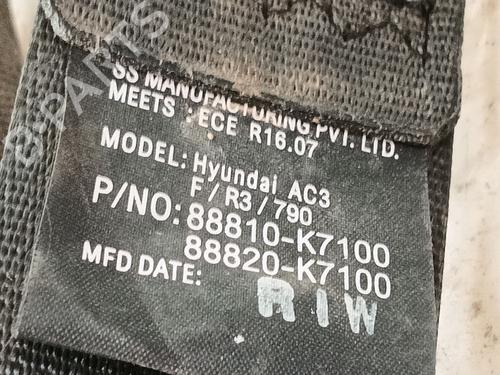 B-PARTS
SS MANUFACTURING PVT. LTD.
MEETS : ECE R16.07
MODEL: Hyundai AC3
F/R3/790
P/NO: 88810-K7100
88820-K7100
MFD DATE:
RIW